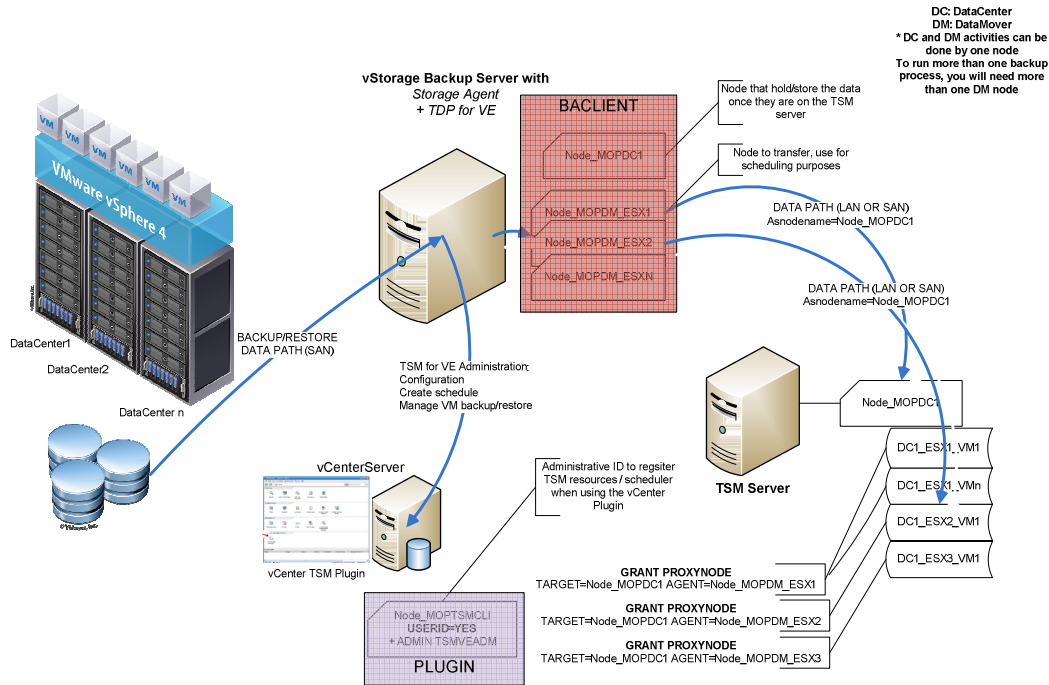 DC: DataCenter
DM: DataMover
* DC and DM activities can be
done by one node
To run more than one backup
process, you will need more
than one DM node
vStorage Backup Server with
Storage Agent
+ TDP for VE
BACLIENT
Node_MOPDC1
Node_MOPDM_ESX1
Node_MOPDM_ESX2
Node_MOPDM_ESXN
Node that hold/store the data
once they are on the TSM
server
Node to transfer, use for
scheduling purposes
DATA PATH (LAN OR SAN)
Asnodename=Node_MOPDC1
DATA PATH (LAN OR SAN)
Asnodename=Node_MOPDC1
VM
VM
VM
VM
VM
VM
VMware vSphere 4
DataCenter1
DataCenter2
DataCenter n
BACKUP/RESTORE
DATA PATH (SAN)
©VMware, Inc.
TSM for VE Administration:
Configuration
Create schedule
Manage VM backup/restore
vCenterServer
vCenter TSM Plugin
Administrative ID to regsiter
TSM resources / scheduler
when using the vCenter
Plugin
Node_MOPTSMCLI
USERID=YES
+ ADMIN TSMVEADM
PLUGIN
TSM Server
Node_MOPDC1
DC1_ESX1_VM1
DC1_ESX1_VMn
DC1_ESX2_VM1
DC1_ESX3_VM1
GRANT PROXYNODE
TARGET=Node_MOPDC1 AGENT=Node_MOPDM_ESX1
GRANT PROXYNODE
TARGET=Node_MOPDC1 AGENT=Node_MOPDM_ESX2
GRANT PROXYNODE
TARGET=Node_MOPDC1 AGENT=Node_MOPDM_ESX3